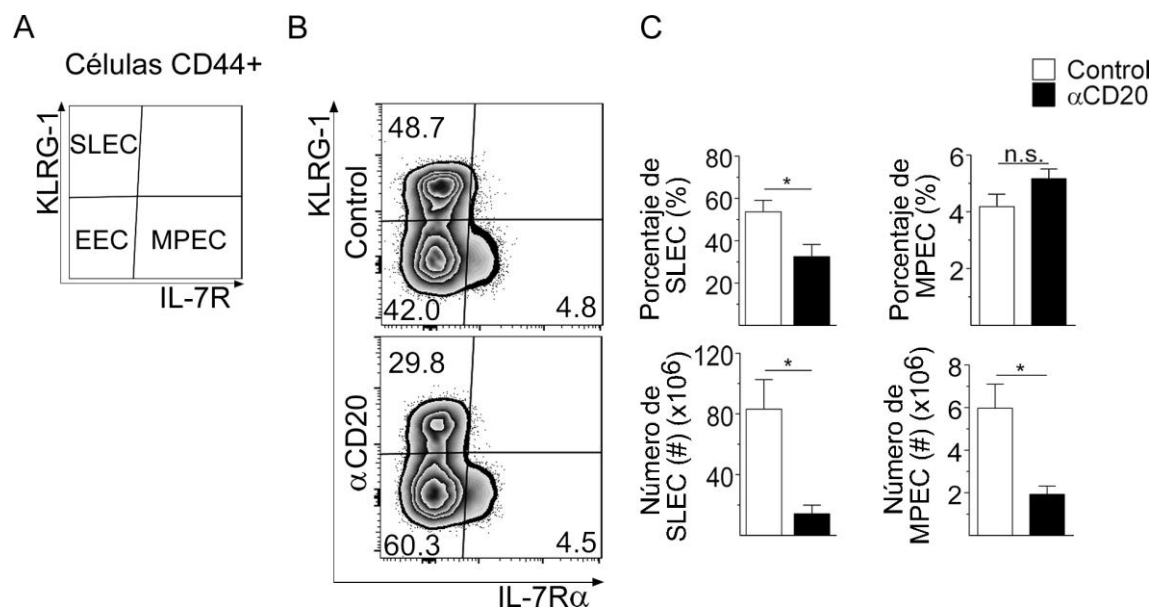 A
Células CD44+
KLRG-1
SLEC
EEC
MPEC
IL-7R
B
KLRG-1
Control
48.7
42.0
4.8
αCD20
29.8
60.3
4.5
IL-7Rα
C
Control
αCD20
Porcentaje de
SLEC (%)
80
60
40
20
*
Porcentaje de
MPEC (%)
6
4
2
n.s.
Número de
SLEC (#) (x10⁶)
120
80
40
*
Número de
MPEC (#) (x10⁶)
8
6
4
2
*